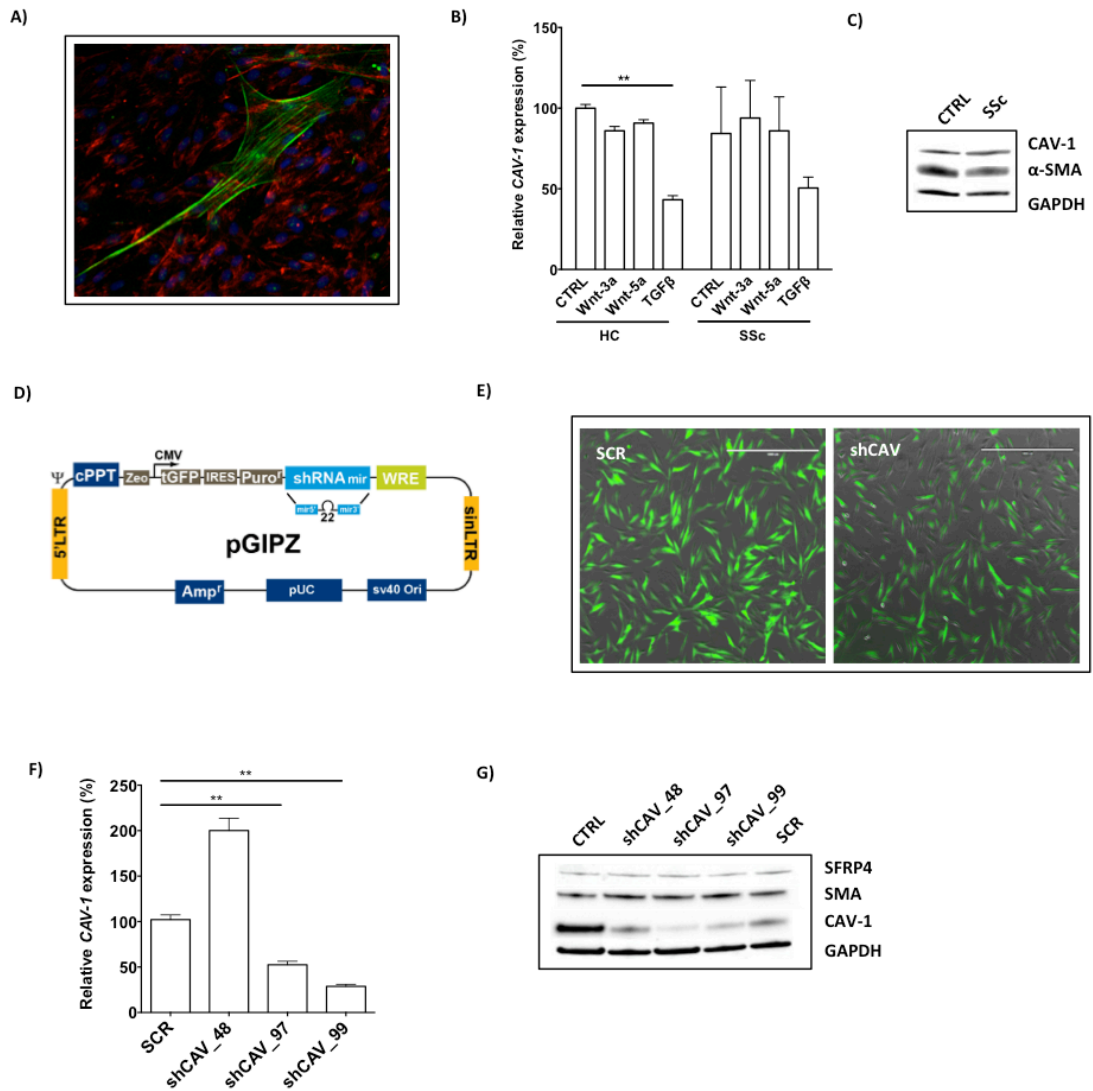 A)
B)
Relative CAV-1 expression (%)
150
100
50
0
**
CTRL
Wnt-3a
Wnt-5a
TGFβ
CTRL
Wnt-3a
Wnt-5a
TGFβ
HC
SSc
C)
CTRL
SSc
CAV-1
α-SMA
GAPDH
D)
Ψ
cPPT
Zeo
CMV
tGFP
IRES
Puroʳ
shRNA mir
WRE
mir5'
22
mir3'
5'LTR
pGIPZ
sinLTR
Ampʳ
pUC
sv40 Ori
E)
SCR
shCAV
F)
Relative CAV-1 expression (%)
250
200
150
100
50
0
**
**
SCR
shCAV_48
shCAV_97
shCAV_99
G)
CTRL
shCAV_48
shCAV_97
shCAV_99
SCR
SFRP4
SMA
CAV-1
GAPDH